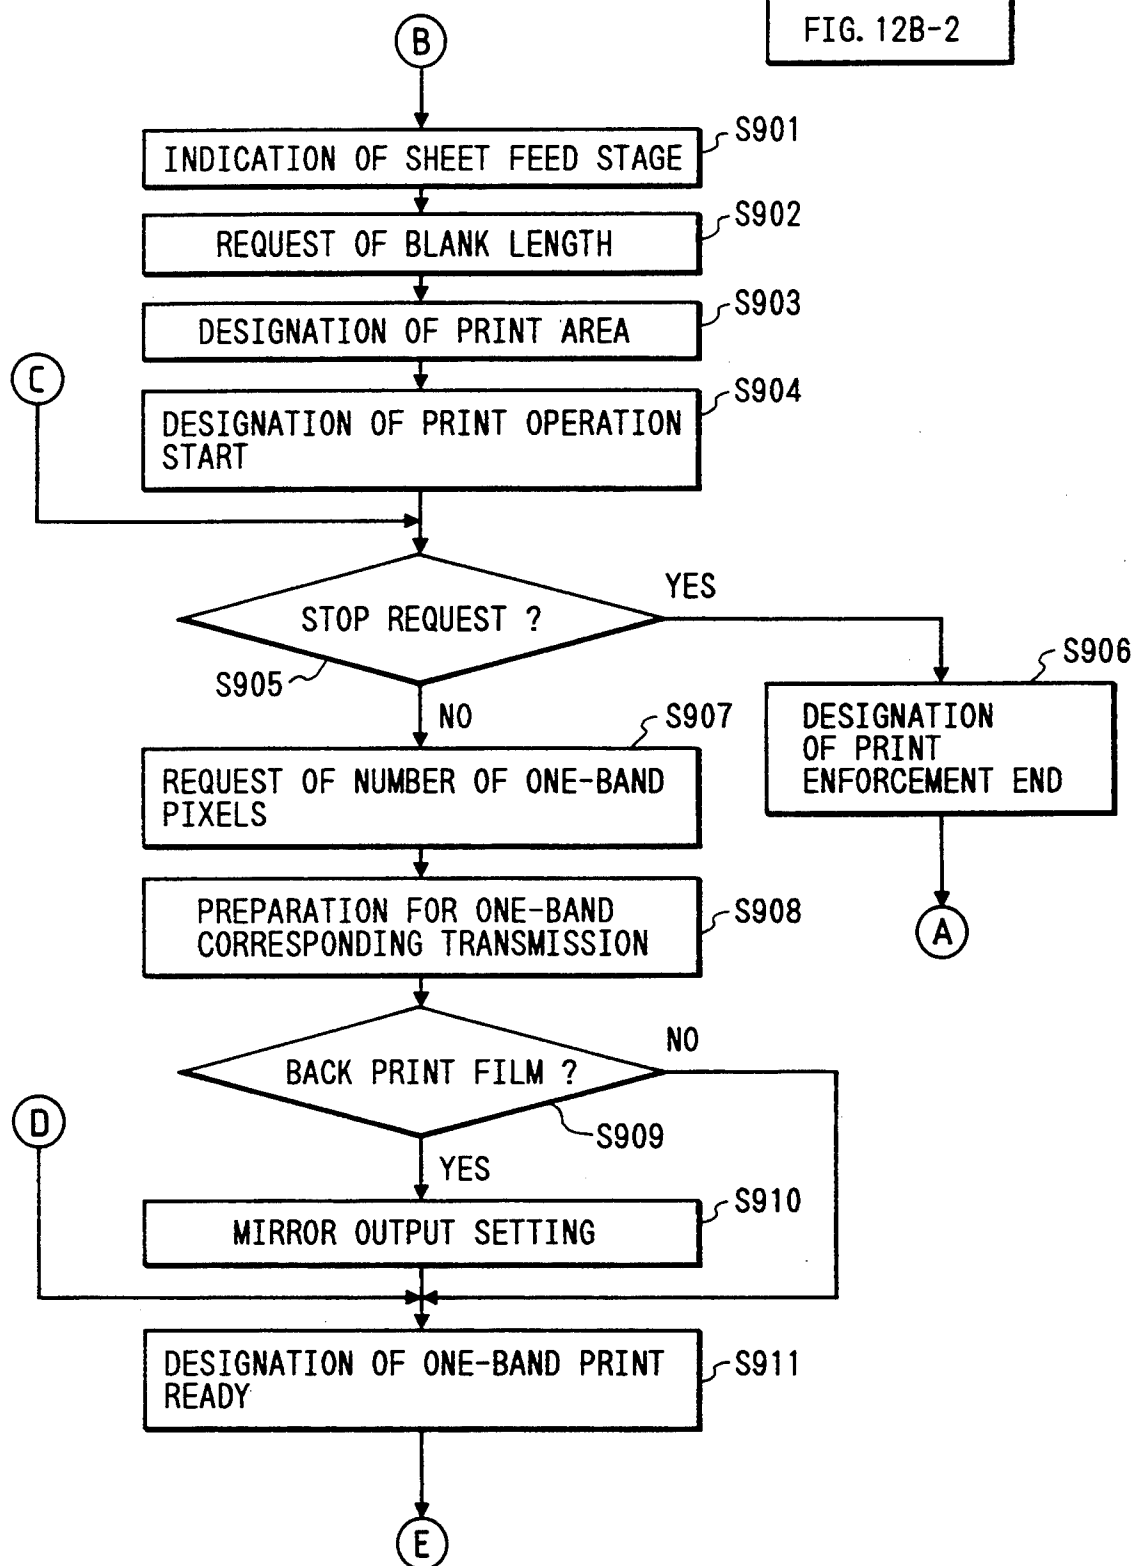 FIG. 12B-2
B
S901
INDICATION OF SHEET FEED STAGE
S902
REQUEST OF BLANK LENGTH
S903
DESIGNATION OF PRINT AREA
C
S904
DESIGNATION OF PRINT OPERATION
START
STOP REQUEST ?
YES
S905
NO
S906
DESIGNATION
OF PRINT
ENFORCEMENT END
A
S907
REQUEST OF NUMBER OF ONE-BAND
PIXELS
S908
PREPARATION FOR ONE-BAND
CORRESPONDING TRANSMISSION
BACK PRINT FILM ?
NO
S909
YES
D
S910
MIRROR OUTPUT SETTING
S911
DESIGNATION OF ONE-BAND PRINT
READY
E